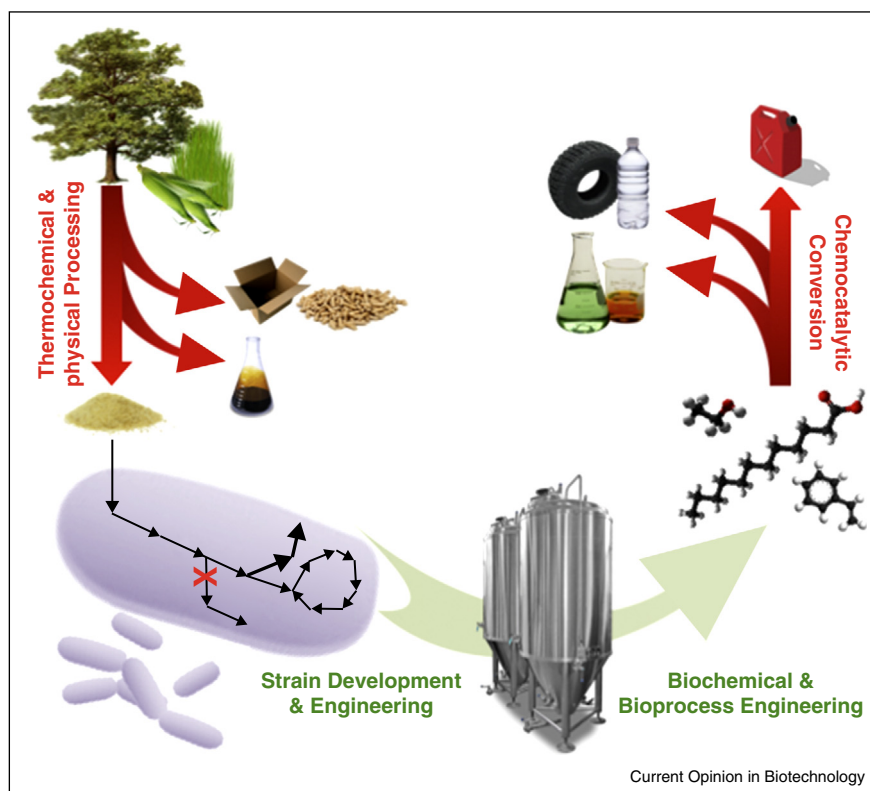 Thermochemical &
physical Processing
Chemocatalytic
Conversion
X
Strain Development
& Engineering
Biochemical &
Bioprocess Engineering
Current Opinion in Biotechnology